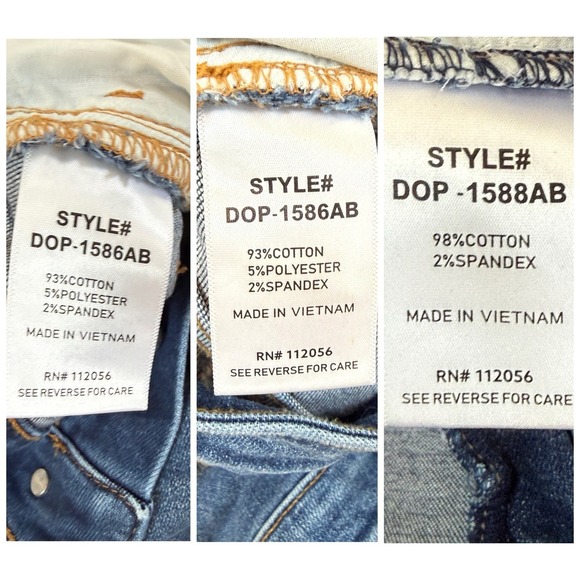 STYLE#
DOP-1586AB
93%COTTON
5%POLYESTER
2%SPANDEX
MADE IN VIETNAM
RN# 112056
SEE REVERSE FOR CARE
STYLE#
DOP-1586AB
93%COTTON
5%POLYESTER
2%SPANDEX
MADE IN VIETNAM
RN# 112056
SEE REVERSE FOR CARE
STYLE#
DOP -1588AB
98%COTTON
2%SPANDEX
MADE IN VIETNAM
RN# 112056
SEE REVERSE FOR CARE